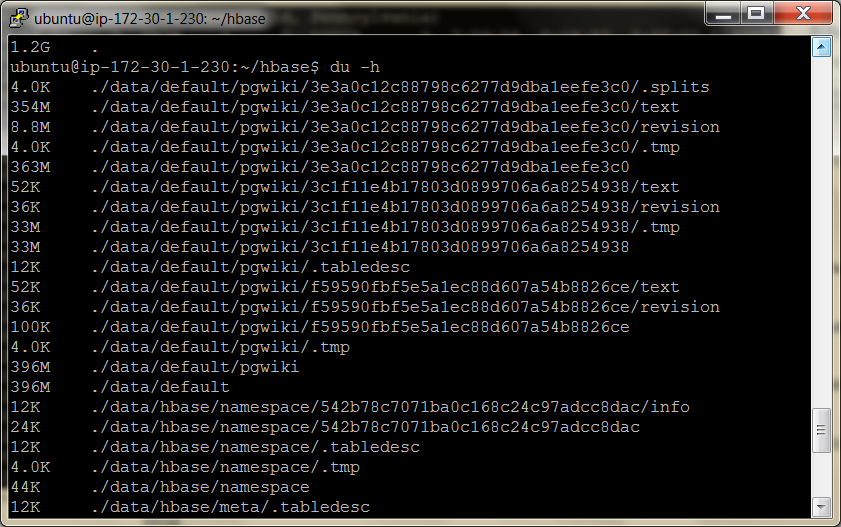 ubuntu@ip-172-30-1-230: ~/hbase
1.2G    .
ubuntu@ip-172-30-1-230:~/hbase$ du -h
4.0K    ./data/default/pgwiki/3e3a0c12c88798c6277d9dba1eefe3c0/.splits
354M    ./data/default/pgwiki/3e3a0c12c88798c6277d9dba1eefe3c0/text
8.8M    ./data/default/pgwiki/3e3a0c12c88798c6277d9dba1eefe3c0/revision
4.0K    ./data/default/pgwiki/3e3a0c12c88798c6277d9dba1eefe3c0/.tmp
363M    ./data/default/pgwiki/3e3a0c12c88798c6277d9dba1eefe3c0
52K     ./data/default/pgwiki/3c1f11e4b17803d0899706a6a8254938/text
36K     ./data/default/pgwiki/3c1f11e4b17803d0899706a6a8254938/revision
33M     ./data/default/pgwiki/3c1f11e4b17803d0899706a6a8254938/.tmp
33M     ./data/default/pgwiki/3c1f11e4b17803d0899706a6a8254938
12K     ./data/default/pgwiki/.tabledesc
52K     ./data/default/pgwiki/f59590fbf5e5a1ec88d607a54b8826ce/text
36K     ./data/default/pgwiki/f59590fbf5e5a1ec88d607a54b8826ce/revision
100K    ./data/default/pgwiki/f59590fbf5e5a1ec88d607a54b8826ce
4.0K    ./data/default/pgwiki/.tmp
396M    ./data/default/pgwiki
396M    ./data/default
12K     ./data/hbase/namespace/542b78c7071ba0c168c24c97adcc8dac/info
24K     ./data/hbase/namespace/542b78c7071ba0c168c24c97adcc8dac
12K     ./data/hbase/namespace/.tabledesc
4.0K    ./data/hbase/namespace/.tmp
44K     ./data/hbase/namespace
12K     ./data/hbase/meta/.tabledesc